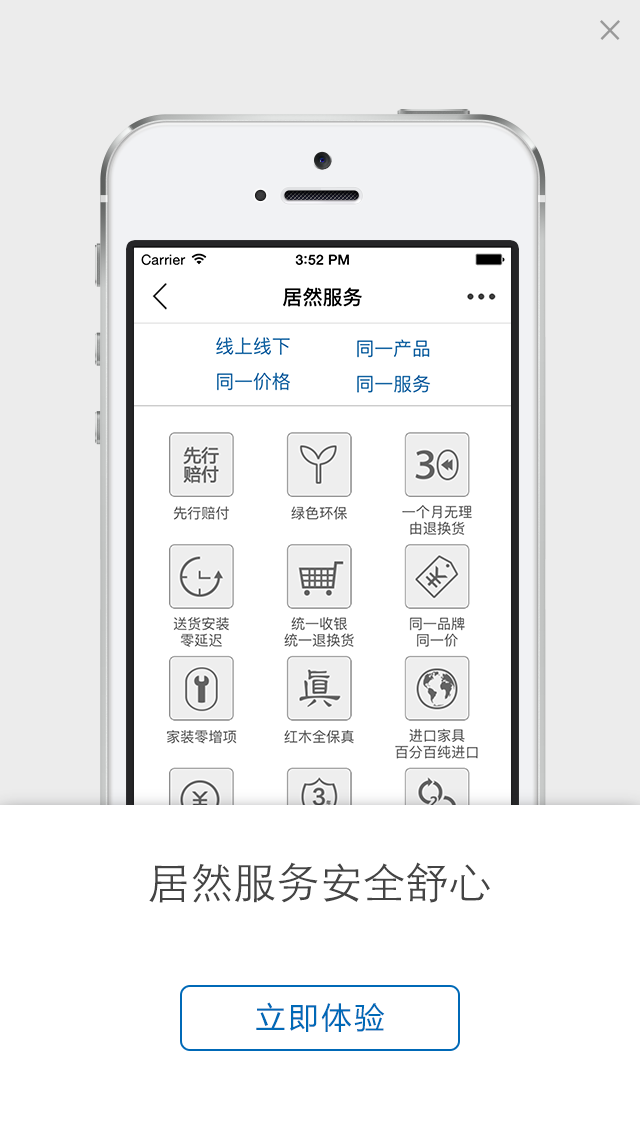 Carrier 3:52 PM
居然服务
线上线下 同一产品
同一价格 同一服务
先行
赔付
30
先行赔付 绿色环保 一个月无理
由退换货
送货安装 统一收银 同一品牌
零延迟 统一退换货 同一价
真
家装零增项 红木全保真 进口家具
百分百纯进口
¥ 3
居然服务安全舒心
立即体验